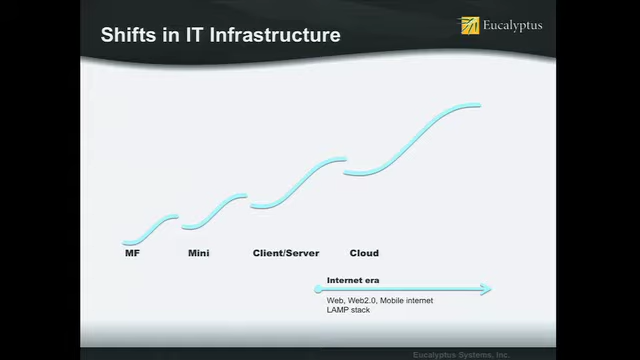 Shifts in IT Infrastructure
Eucalyptus
MF
Mini
Client/Server
Cloud
Internet era
Web, Web2.0, Mobile internet
LAMP stack
Eucalyptus Systems, Inc.